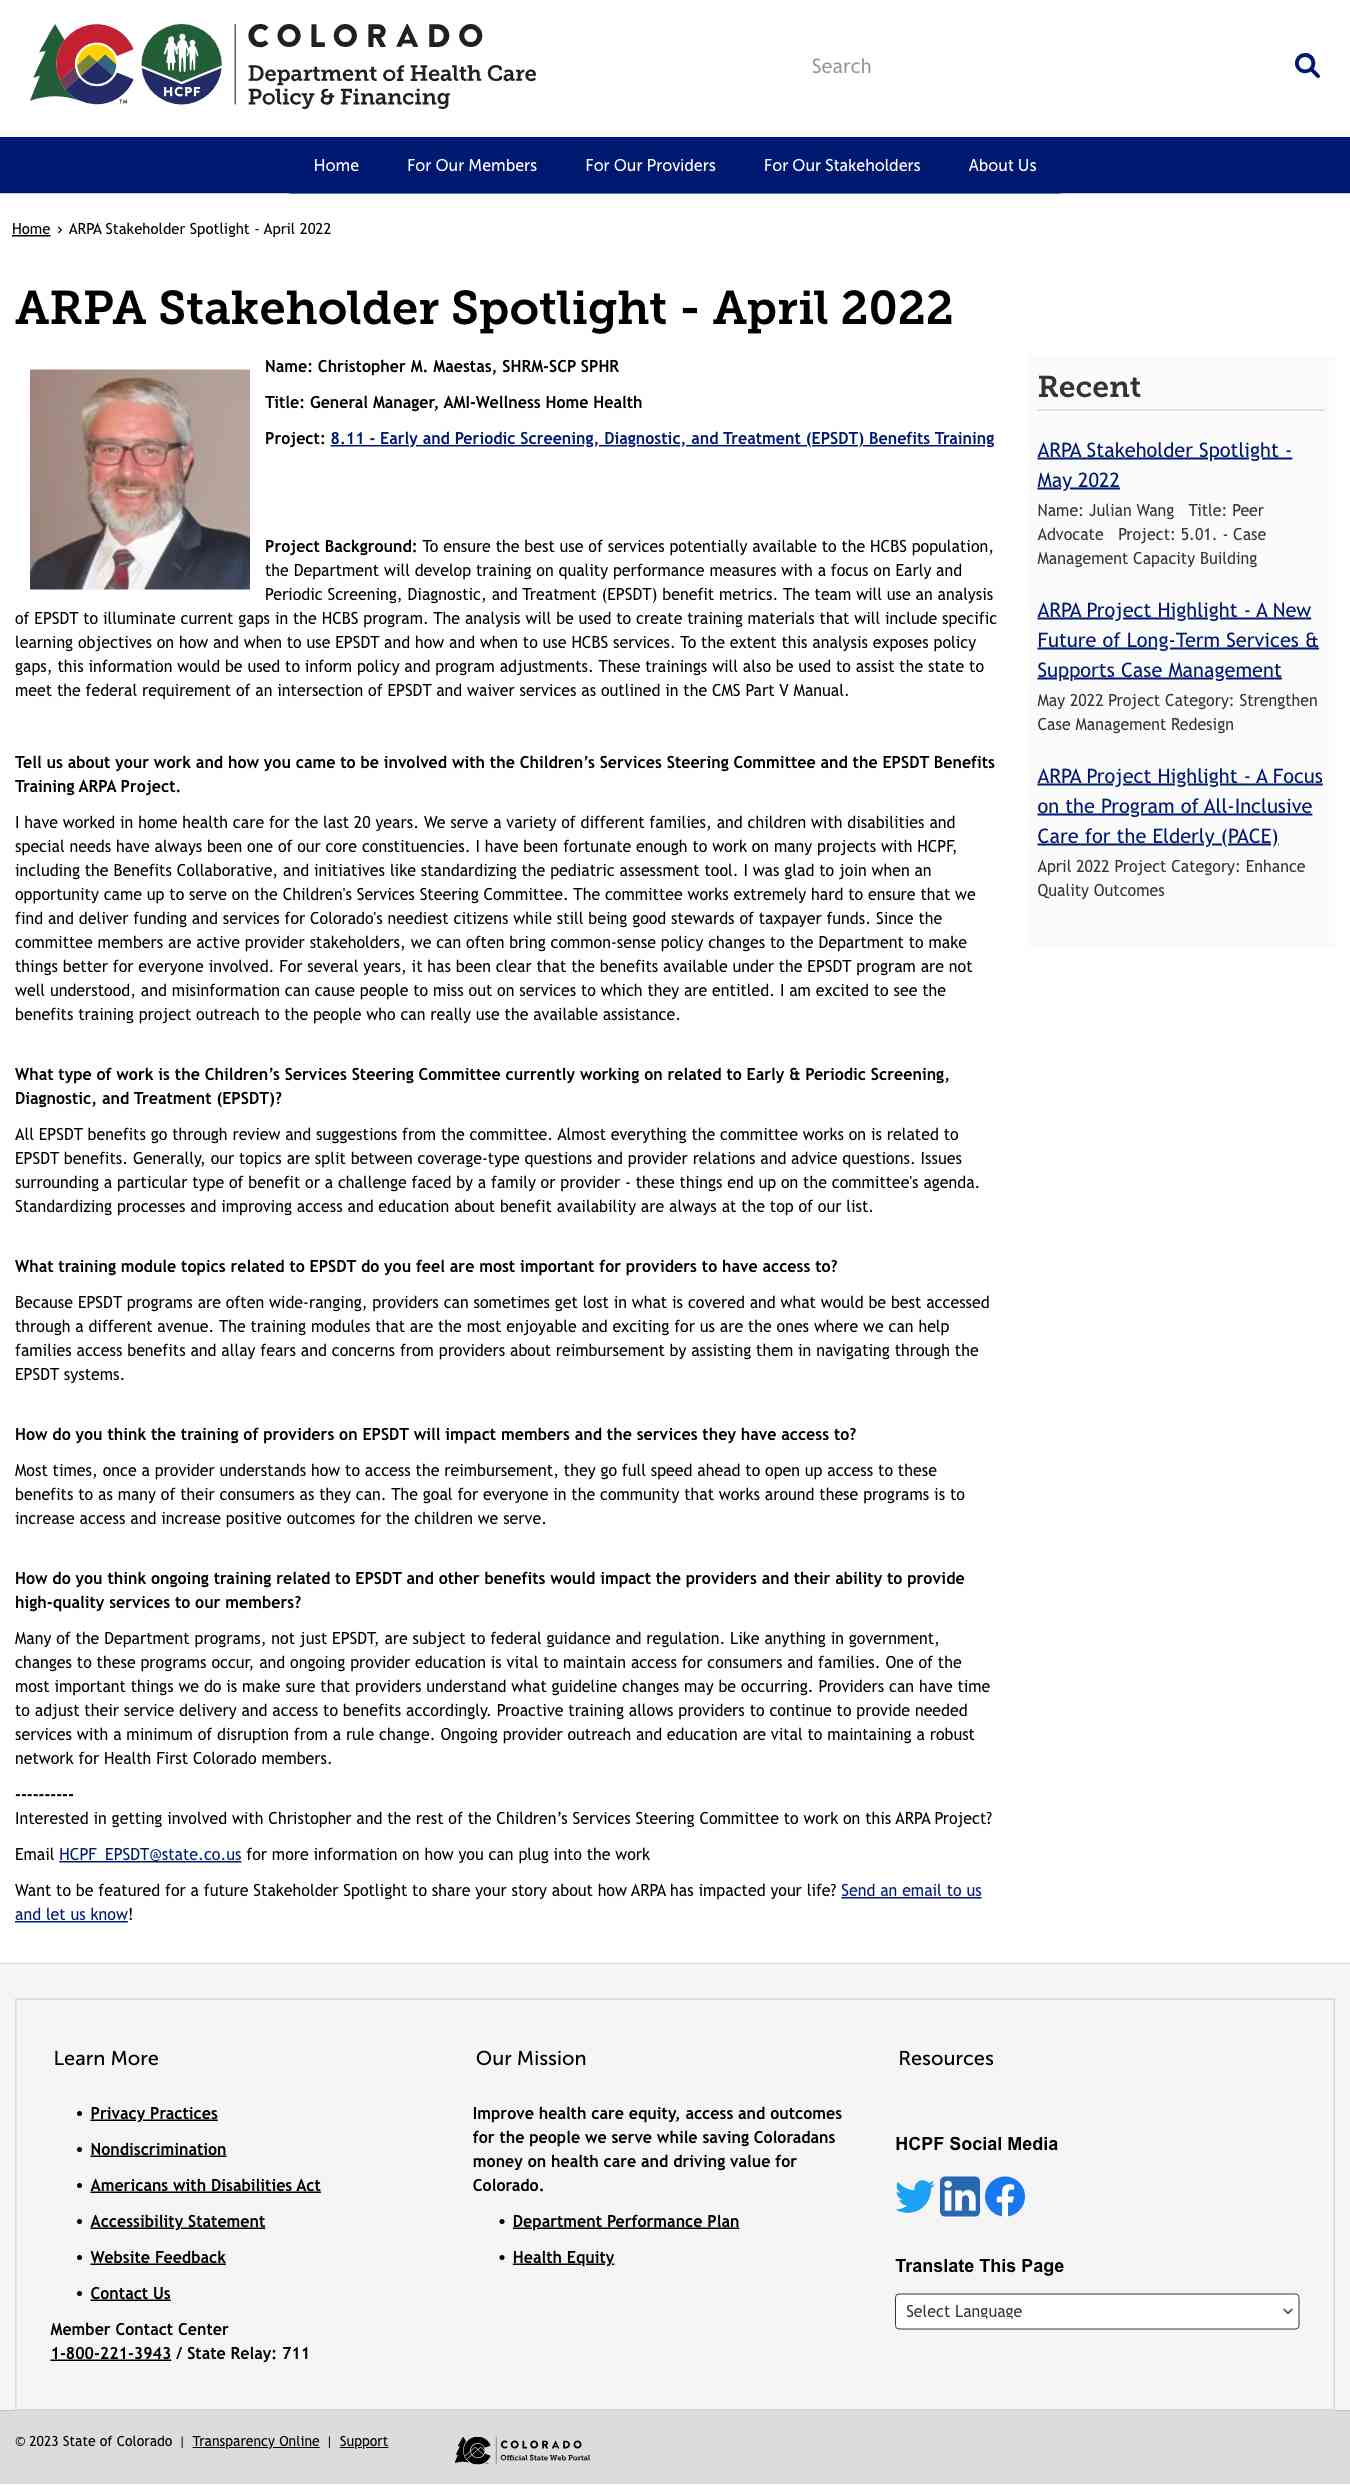 COLORADO
Department of Health Care
Policy & Financing
HCPF
TM
Search
Home
For Our Members
For Our Providers
For Our Stakeholders
About Us
Home › ARPA Stakeholder Spotlight - April 2022
ARPA Stakeholder Spotlight - April 2022
Name: Christopher M. Maestas, SHRM-SCP SPHR
Title: General Manager, AMI-Wellness Home Health
Project: 8.11 - Early and Periodic Screening, Diagnostic, and Treatment (EPSDT) Benefits Training
Project Background: To ensure the best use of services potentially available to the HCBS population,
the Department will develop training on quality performance measures with a focus on Early and
Periodic Screening, Diagnostic, and Treatment (EPSDT) benefit metrics. The team will use an analysis
of EPSDT to illuminate current gaps in the HCBS program. The analysis will be used to create training materials that will include specific
learning objectives on how and when to use EPSDT and how and when to use HCBS services. To the extent this analysis exposes policy
gaps, this information would be used to inform policy and program adjustments. These trainings will also be used to assist the state to
meet the federal requirement of an intersection of EPSDT and waiver services as outlined in the CMS Part V Manual.
Tell us about your work and how you came to be involved with the Children’s Services Steering Committee and the EPSDT Benefits
Training ARPA Project.
I have worked in home health care for the last 20 years. We serve a variety of different families, and children with disabilities and
special needs have always been one of our core constituencies. I have been fortunate enough to work on many projects with HCPF,
including the Benefits Collaborative, and initiatives like standardizing the pediatric assessment tool. I was glad to join when an
opportunity came up to serve on the Children's Services Steering Committee. The committee works extremely hard to ensure that we
find and deliver funding and services for Colorado's neediest citizens while still being good stewards of taxpayer funds. Since the
committee members are active provider stakeholders, we can often bring common-sense policy changes to the Department to make
things better for everyone involved. For several years, it has been clear that the benefits available under the EPSDT program are not
well understood, and misinformation can cause people to miss out on services to which they are entitled. I am excited to see the
benefits training project outreach to the people who can really use the available assistance.
What type of work is the Children’s Services Steering Committee currently working on related to Early & Periodic Screening,
Diagnostic, and Treatment (EPSDT)?
All EPSDT benefits go through review and suggestions from the committee. Almost everything the committee works on is related to
EPSDT benefits. Generally, our topics are split between coverage-type questions and provider relations and advice questions. Issues
surrounding a particular type of benefit or a challenge faced by a family or provider - these things end up on the committee's agenda.
Standardizing processes and improving access and education about benefit availability are always at the top of our list.
What training module topics related to EPSDT do you feel are most important for providers to have access to?
Because EPSDT programs are often wide-ranging, providers can sometimes get lost in what is covered and what would be best accessed
through a different avenue. The training modules that are the most enjoyable and exciting for us are the ones where we can help
families access benefits and allay fears and concerns from providers about reimbursement by assisting them in navigating through the
EPSDT systems.
How do you think the training of providers on EPSDT will impact members and the services they have access to?
Most times, once a provider understands how to access the reimbursement, they go full speed ahead to open up access to these
benefits to as many of their consumers as they can. The goal for everyone in the community that works around these programs is to
increase access and increase positive outcomes for the children we serve.
How do you think ongoing training related to EPSDT and other benefits would impact the providers and their ability to provide
high-quality services to our members?
Many of the Department programs, not just EPSDT, are subject to federal guidance and regulation. Like anything in government,
changes to these programs occur, and ongoing provider education is vital to maintain access for consumers and families. One of the
most important things we do is make sure that providers understand what guideline changes may be occurring. Providers can have time
to adjust their service delivery and access to benefits accordingly. Proactive training allows providers to continue to provide needed
services with a minimum of disruption from a rule change. Ongoing provider outreach and education are vital to maintaining a robust
network for Health First Colorado members.
----------
Interested in getting involved with Christopher and the rest of the Children’s Services Steering Committee to work on this ARPA Project?
Email HCPF_EPSDT@state.co.us for more information on how you can plug into the work
Want to be featured for a future Stakeholder Spotlight to share your story about how ARPA has impacted your life? Send an email to us
and let us know!
Recent
ARPA Stakeholder Spotlight -
May 2022
Name: Julian Wang Title: Peer
Advocate Project: 5.01. - Case
Management Capacity Building
ARPA Project Highlight - A New
Future of Long-Term Services &
Supports Case Management
May 2022 Project Category: Strengthen
Case Management Redesign
ARPA Project Highlight - A Focus
on the Program of All-Inclusive
Care for the Elderly (PACE)
April 2022 Project Category: Enhance
Quality Outcomes
Learn More
• Privacy Practices
• Nondiscrimination
• Americans with Disabilities Act
• Accessibility Statement
• Website Feedback
• Contact Us
Member Contact Center
1-800-221-3943 / State Relay: 711
Our Mission
Improve health care equity, access and outcomes
for the people we serve while saving Coloradans
money on health care and driving value for
Colorado.
• Department Performance Plan
• Health Equity
Resources
HCPF Social Media
in
Translate This Page
Select Language
© 2023 State of Colorado | Transparency Online | Support
COLORADO
Official State Web Portal